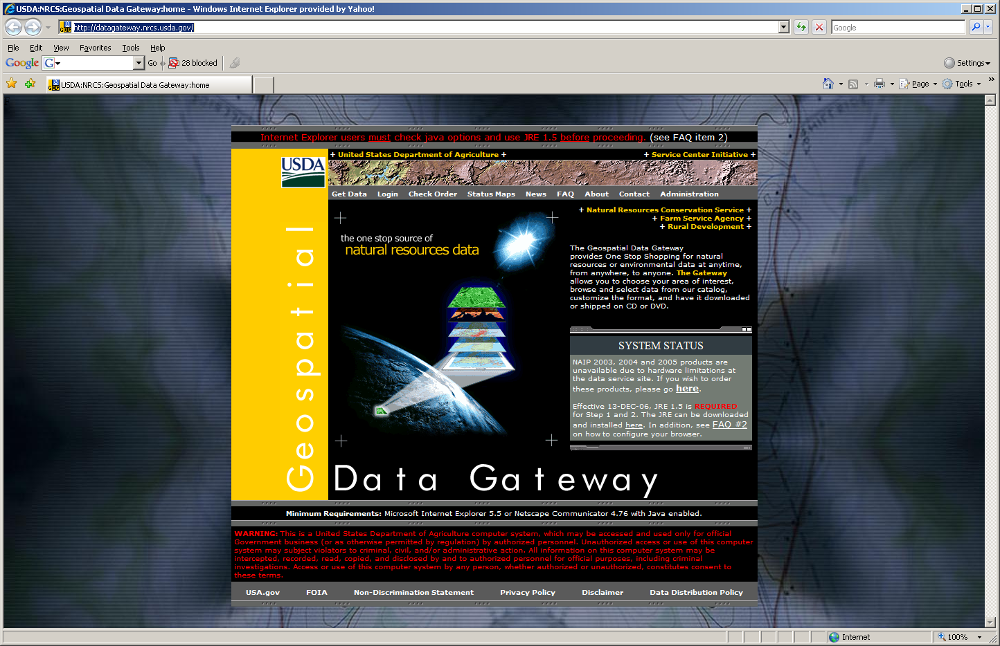 USDA:NRCS:Geospatial Data Gateway:home - Windows Internet Explorer provided by Yahoo!
http://datagateway.nrcs.usda.gov/
Google
File Edit View Favorites Tools Help
Google G Go 28 blocked Settings
USDA:NRCS:Geospatial Data Gateway:home
Page Tools »
Internet Explorer users must check java options and use JRE 1.5 before proceeding. (see FAQ item 2)
USDA
+ United States Department of Agriculture +
+ Service Center Initiative +
Get Data Login Check Order Status Maps News FAQ About Contact Administration
+ Natural Resources Conservation Service +
+ Farm Service Agency +
+ Rural Development +
the one stop source of
natural resources data
The Geospatial Data Gateway
provides One Stop Shopping for natural
resources or environmental data at anytime,
from anywhere, to anyone. The Gateway
allows you to choose your area of interest,
browse and select data from our catalog,
customize the format, and have it downloaded
or shipped on CD or DVD.
SYSTEM STATUS
NAIP 2003, 2004 and 2005 products are
unavailable due to hardware limitations at
the data service site. If you wish to order
these products, please go here.
Effective 13-DEC-06, JRE 1.5 is REQUIRED
for Step 1 and 2. The JRE can be downloaded
and installed here. In addition, see FAQ #2
on how to configure your browser.
Geospatial
Data Gateway
Minimum Requirements: Microsoft Internet Explorer 5.5 or Netscape Communicator 4.76 with Java enabled.
WARNING: This is a United States Department of Agriculture computer system, which may be accessed and used only for official
Government business (or as otherwise permitted by regulation) by authorized personnel. Unauthorized access or use of this computer
system may subject violators to criminal, civil, and/or administrative action. All information on this computer system may be
intercepted, recorded, read, copied, and disclosed by and to authorized personnel for official purposes, including criminal
investigations. Access or use of this computer system by any person, whether authorized or unauthorized, constitutes consent to
these terms.
USA.gov FOIA Non-Discrimination Statement Privacy Policy Disclaimer Data Distribution Policy
Internet 100%